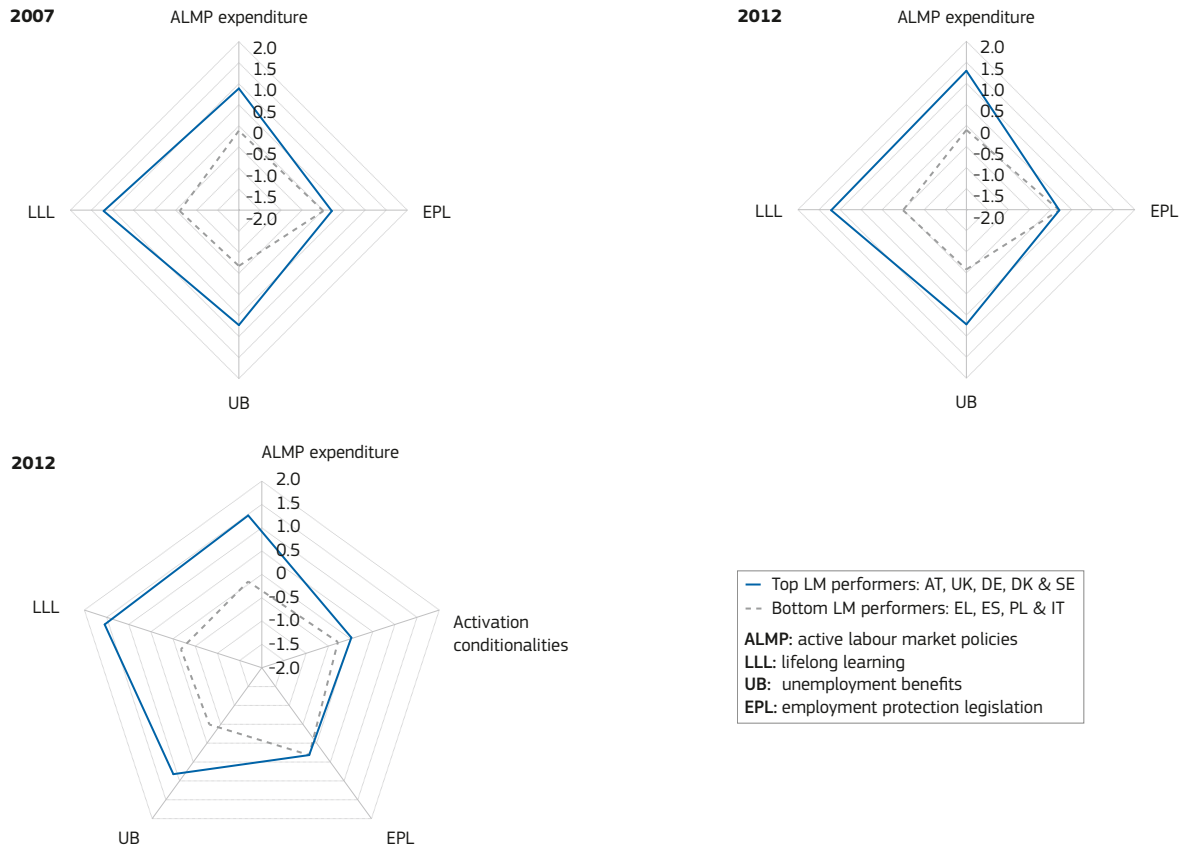 2007
ALMP expenditure
2.0
1.5
1.0
0.5
0
-0.5
-1.0
-1.5
-2.0
LLL
EPL
UB
2012
ALMP expenditure
2.0
1.5
1.0
0.5
0
-0.5
-1.0
-1.5
-2.0
LLL
EPL
UB
2012
ALMP expenditure
2.0
1.5
1.0
0.5
0
-0.5
-1.0
-1.5
-2.0
LLL
Activation
conditionalities
UB
EPL
Top LM performers: AT, UK, DE, DK & SE
Bottom LM performers: EL, ES, PL & IT
ALMP: active labour market policies
LLL: lifelong learning
UB: unemployment benefits
EPL: employment protection legislation